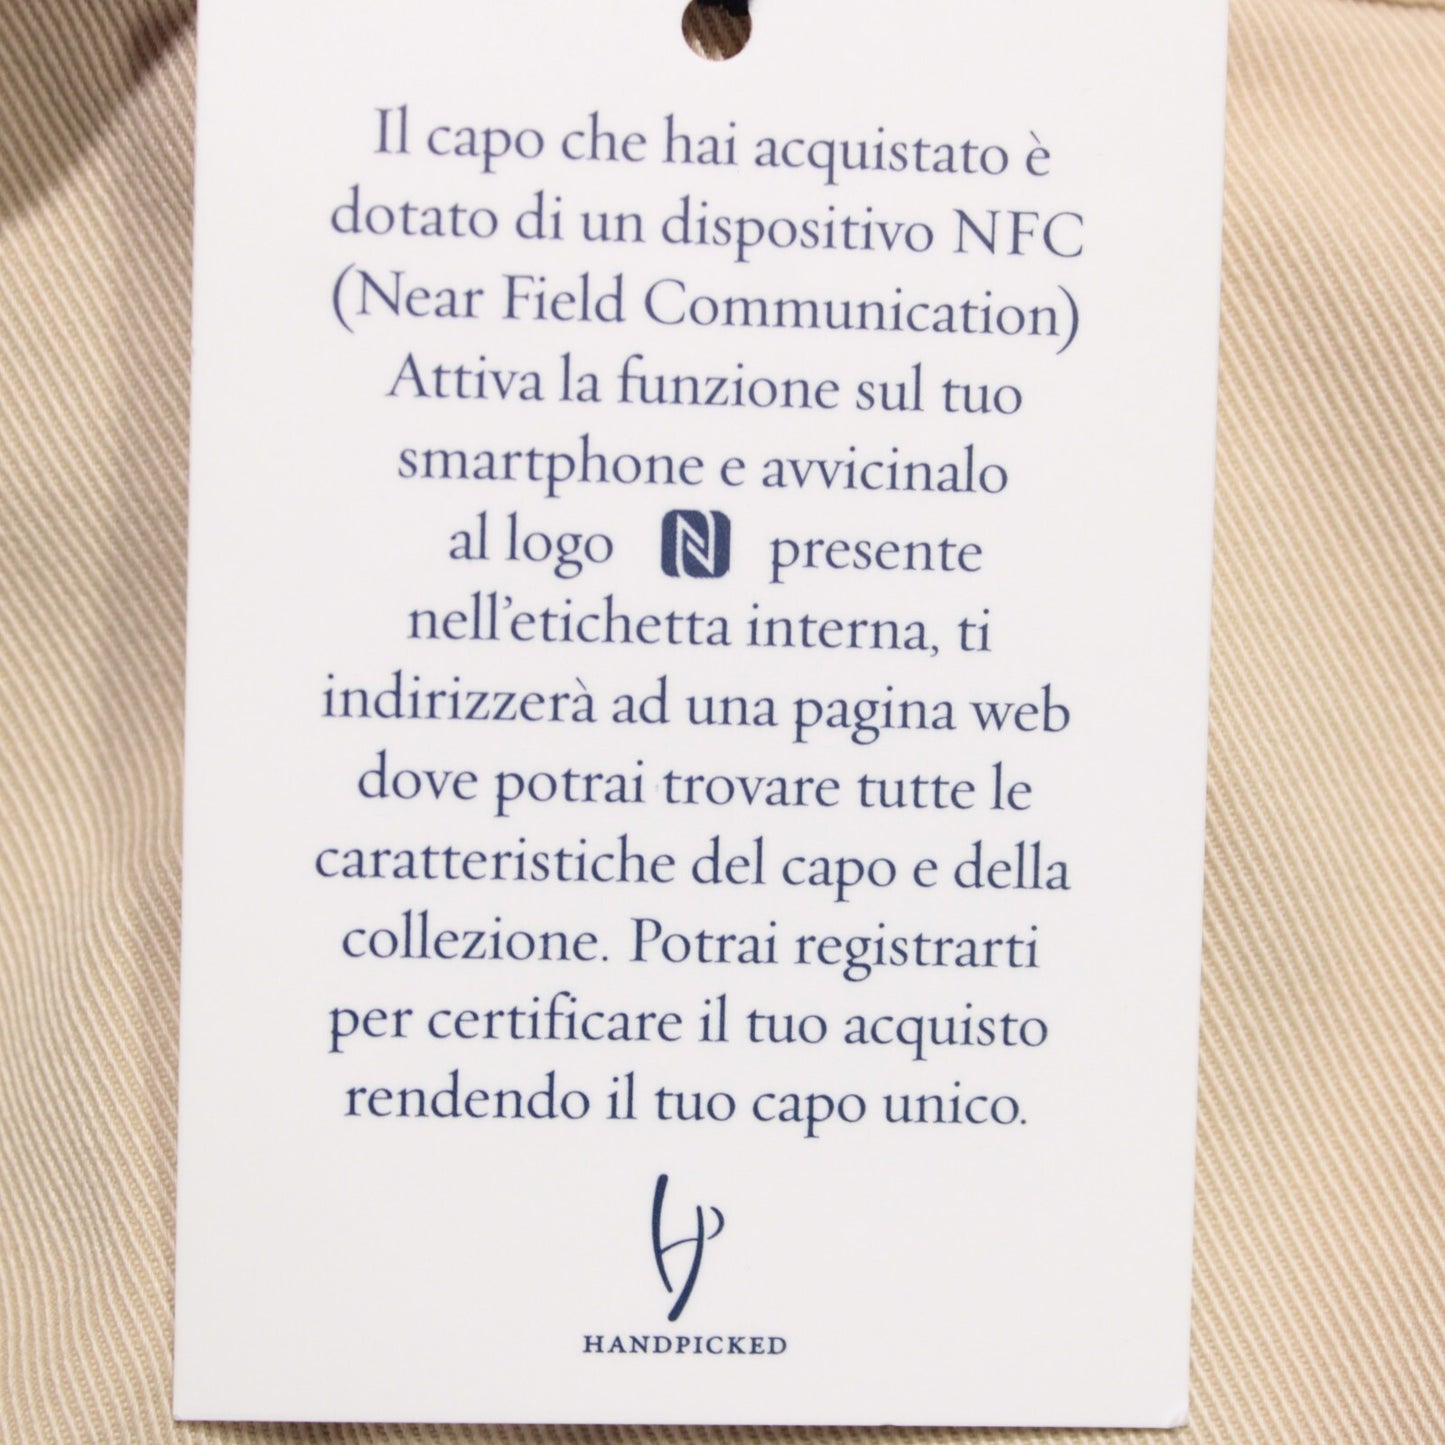 Il capo che hai acquistato è
dotato di un dispositivo NFC
(Near Field Communication)
Attiva la funzione sul tuo
smartphone e avvicinalo
al logo N presente
nell'etichetta interna, ti
indirizzerà ad una pagina web
dove potrai trovare tutte le
caratteristiche del capo e della
collezione. Potrai registrarti
per certificare il tuo acquisto
rendendo il tuo capo unico.
HP
HANDPICKED